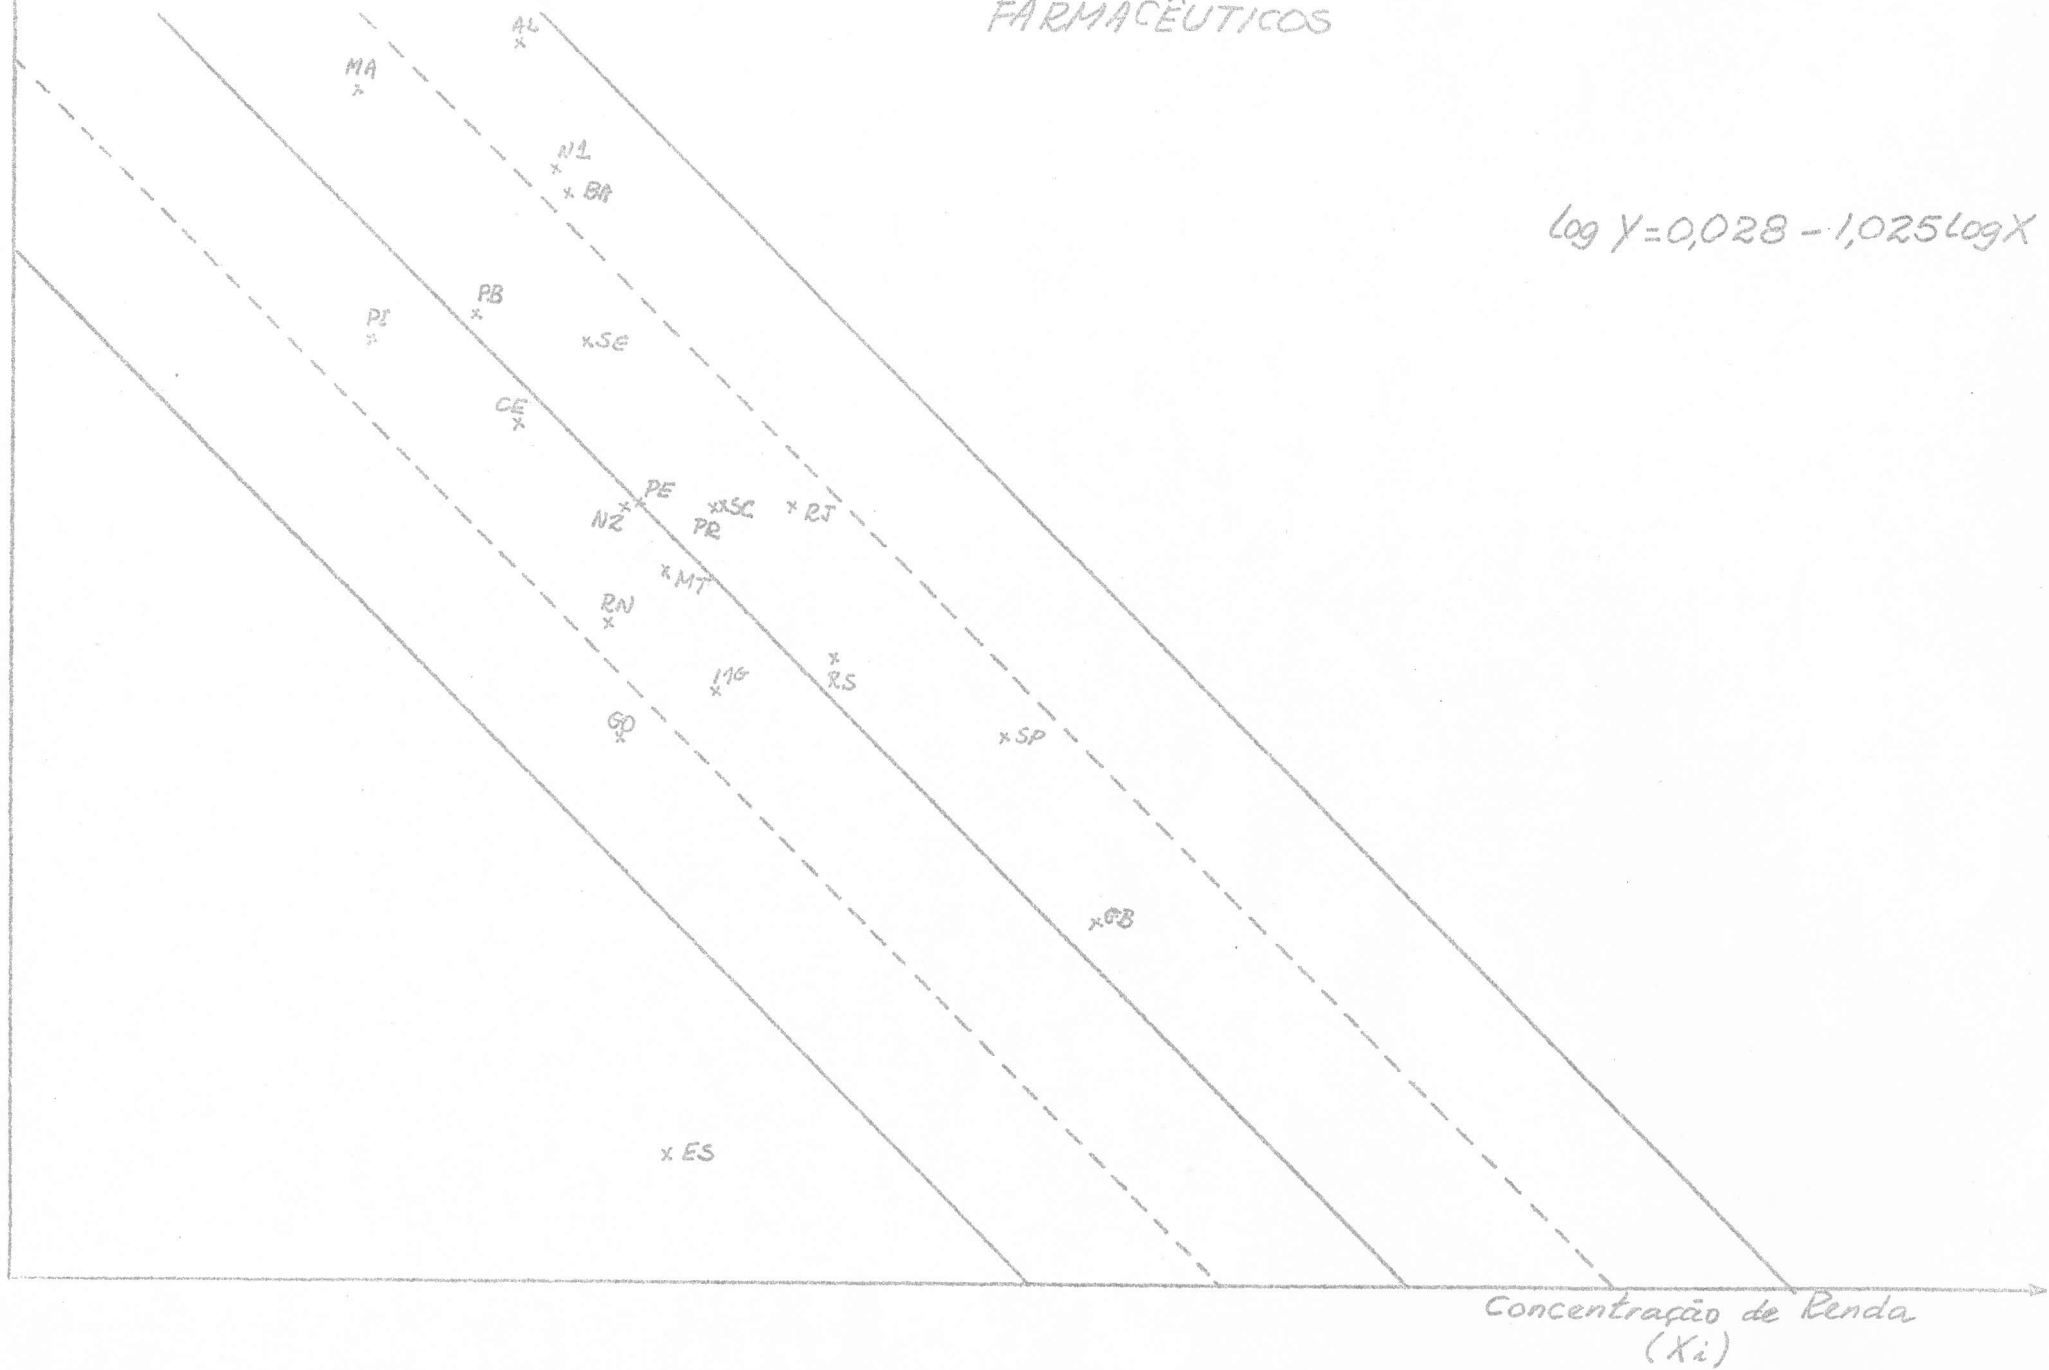 FARMACÊUTICOS
AL
MA
N1
BA
log Y=0,028-1,025logX
PB
PI
SE
CE
PE
N2
SC
PR
RJ
MT
RN
MG
RS
GO
SP
GB
ES
Concentração de Renda
(Xi)